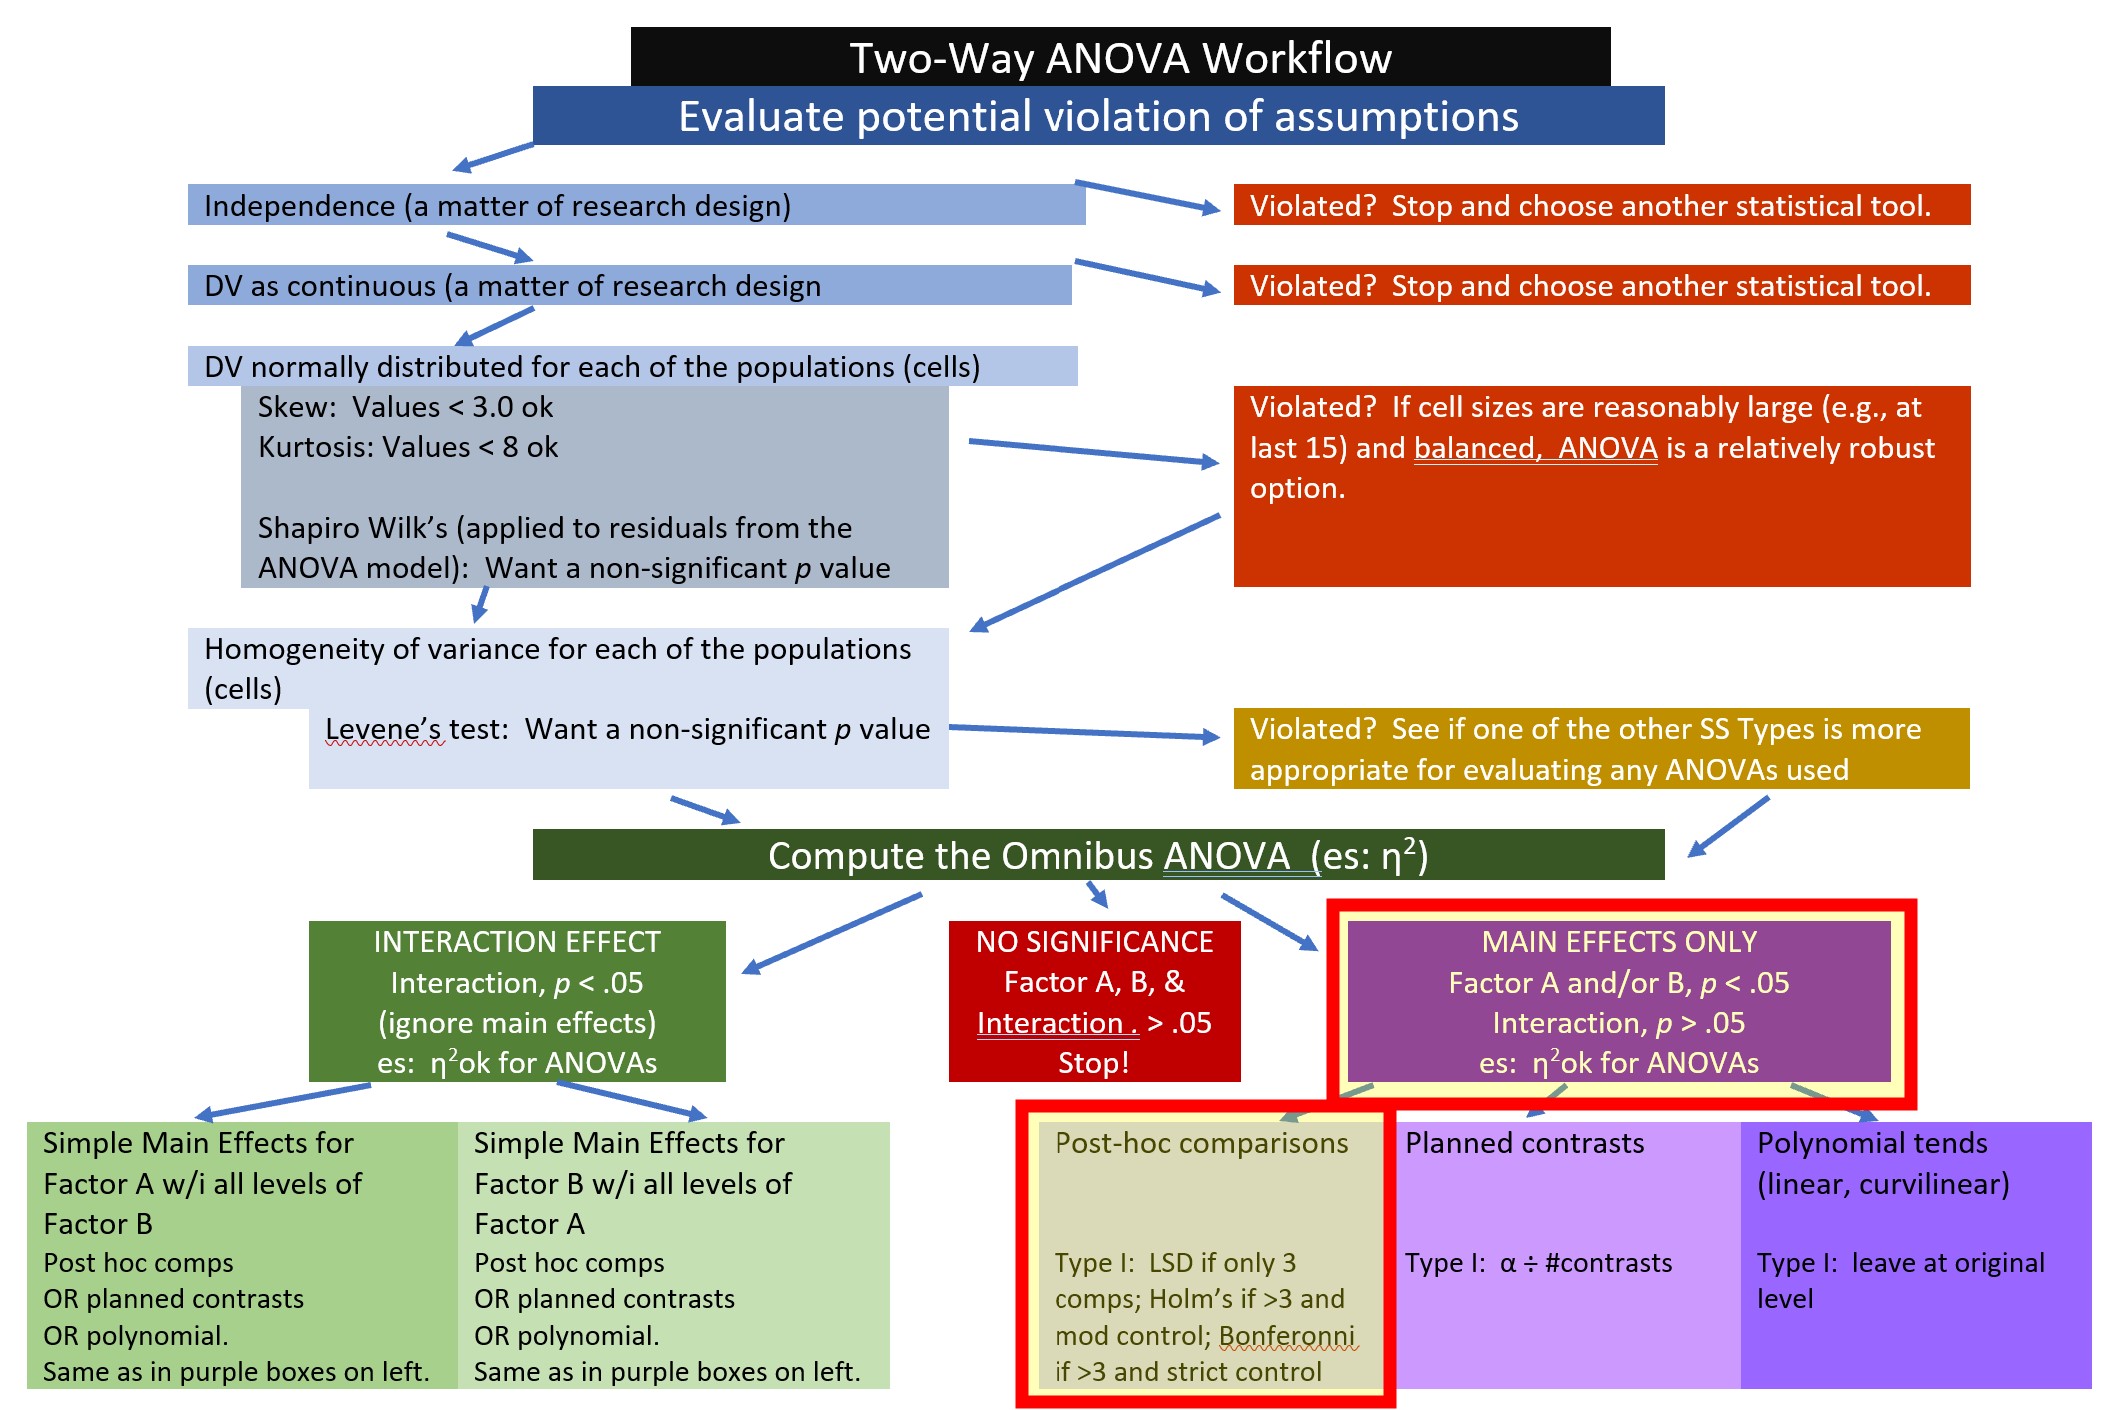 Two-Way ANOVA Workflow
Evaluate potential violation of assumptions
Independence (a matter of research design)
Violated?  Stop and choose another statistical tool.
DV as continuous (a matter of research design
Violated?  Stop and choose another statistical tool.
DV normally distributed for each of the populations (cells)
Skew:  Values < 3.0 ok
Kurtosis: Values < 8 ok
Shapiro Wilk’s (applied to residuals from the
ANOVA model):  Want a non-significant p value
Violated?  If cell sizes are reasonably large (e.g., at
last 15) and balanced,  ANOVA is a relatively robust
option.
Homogeneity of variance for each of the populations
(cells)
Levene’s test:  Want a non-significant p value
Violated?  See if one of the other SS Types is more
appropriate for evaluating any ANOVAs used
Compute the Omnibus ANOVA  (es: η²)
INTERACTION EFFECT
Interaction, p < .05
(ignore main effects)
es:  η²ok for ANOVAs
NO SIGNIFICANCE
Factor A, B, &
Interaction . > .05
Stop!
MAIN EFFECTS ONLY
Factor A and/or B, p < .05
Interaction, p > .05
es:  η²ok for ANOVAs
Simple Main Effects for
Factor A w/i all levels of
Factor B
Post hoc comps
OR planned contrasts
OR polynomial.
Same as in purple boxes on left.
Simple Main Effects for
Factor B w/i all levels of
Factor A
Post hoc comps
OR planned contrasts
OR polynomial.
Same as in purple boxes on left.
Post-hoc comparisons
Type I:  LSD if only 3
comps; Holm’s if >3 and
mod control; Bonferonni
if >3 and strict control
Planned contrasts
Type I:  α ÷ #contrasts
Polynomial tends
(linear, curvilinear)
Type I:  leave at original
level